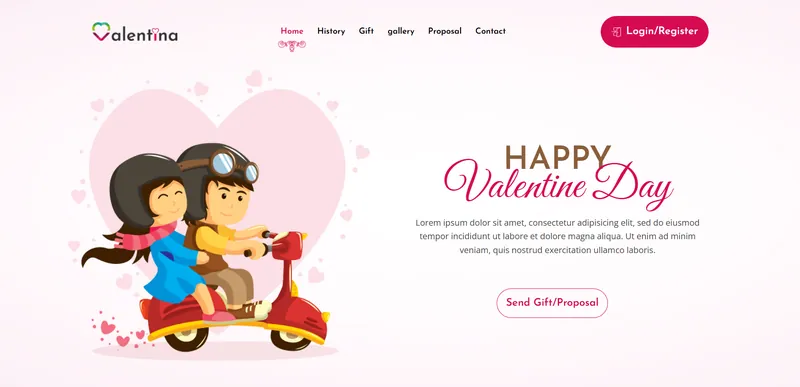 Valentina
Home History Gift gallery Proposal Contact
Login/Register
HAPPY
Valentine Day
Lorem ipsum dolor sit amet, consectetur adipisicing elit, sed do eiusmod
tempor incididunt ut labore et dolore magna aliqua. Ut enim ad minim
veniam, quis nostrud exercitation ullamco laboris.
Send Gift/Proposal